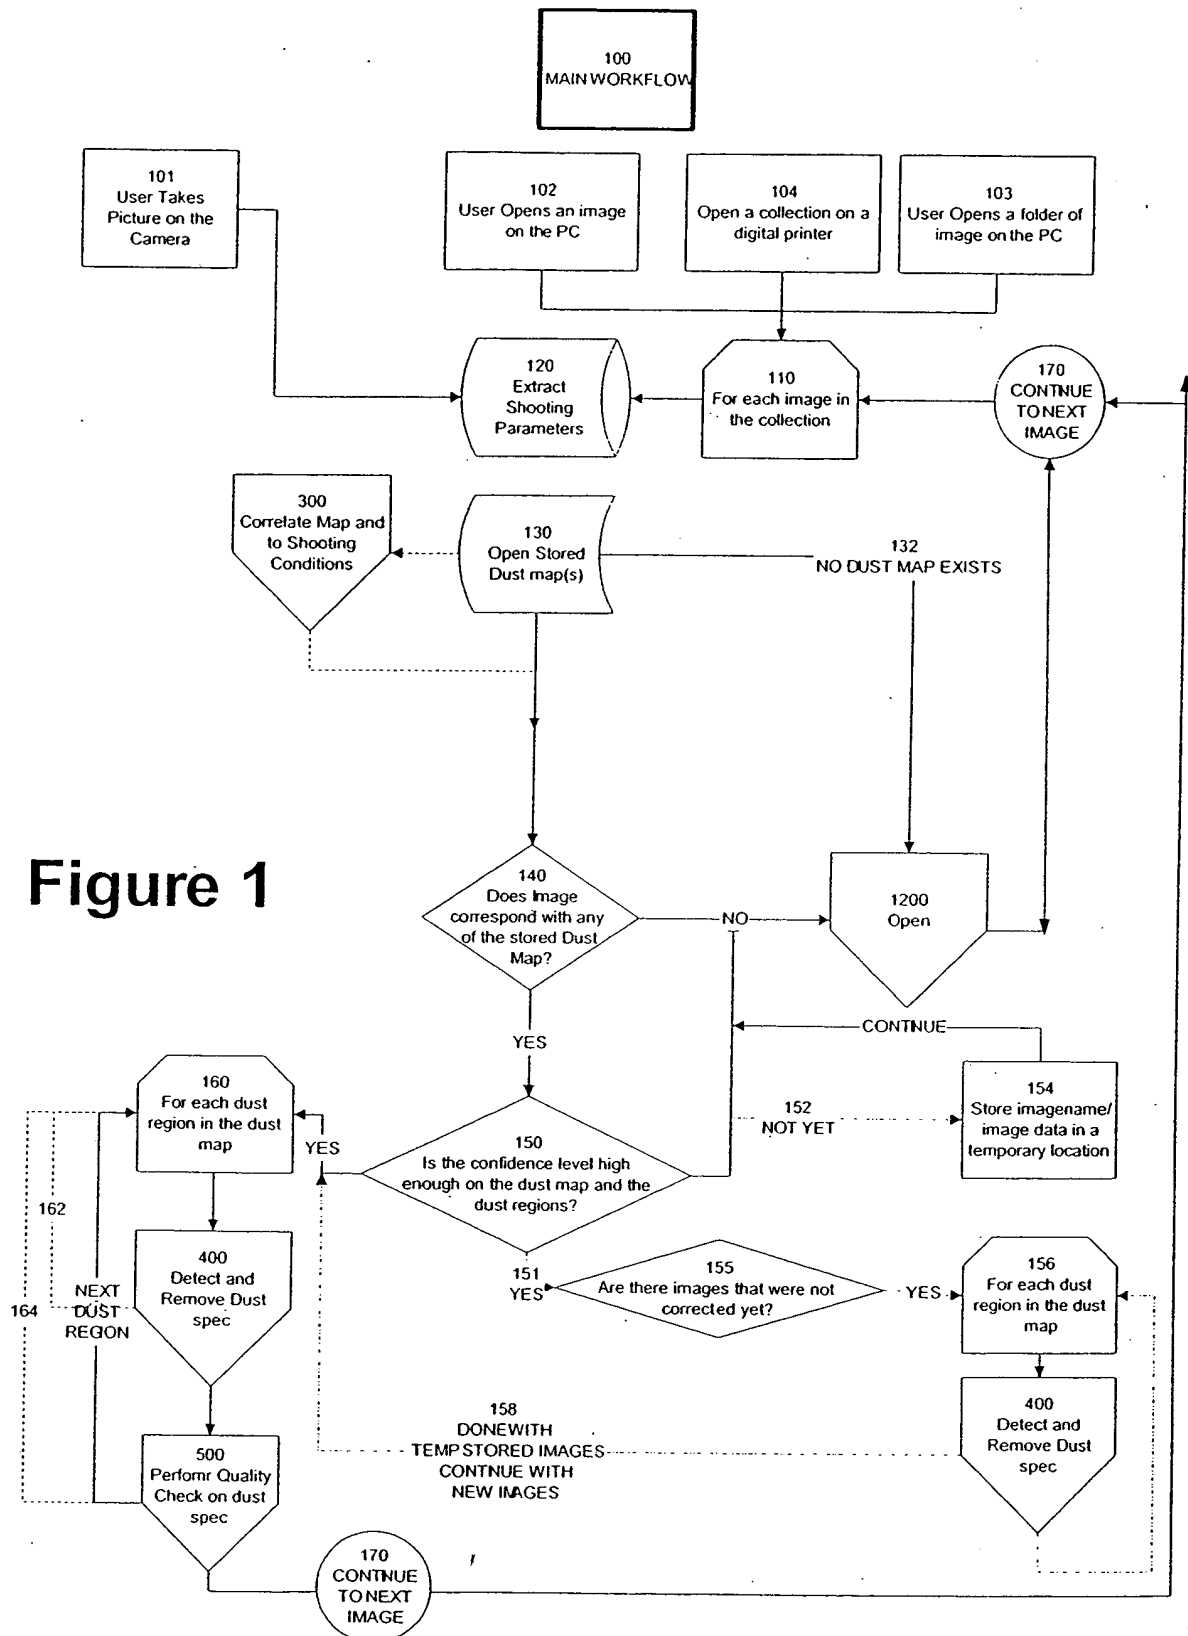 100
MAIN WORKFLOW
101
User Takes
Picture on the
Camera
102
User Opens an image
on the PC
104
Open a collection on a
digital printer
103
User Opens a folder of
image on the PC
120
Extract
Shooting
Parameters
110
For each image in
the collection
170
CONTINUE
TO NEXT
IMAGE
300
Correlate Map and
to Shooting
Conditions
130
Open Stored
Dust map(s)
132
NO DUST MAP EXISTS
Figure 1
140
Does Image
correspond with any
of the stored Dust
Map?
NO
1200
Open
YES
CONTINUE
160
For each dust
region in the dust
map
YES
150
Is the confidence level high
enough on the dust map and the
dust regions?
152
NOT YET
154
Store imagename/
image data in a
temporary location
162
164
NEXT
DUST
REGION
400
Detect and
Remove Dust
spec
151
YES
155
Are there images that were not
corrected yet?
YES
156
For each dust
region in the dust
map
158
DONE WITH
TEMP STORED IMAGES
CONTINUE WITH
NEW IMAGES
400
Detect and
Remove Dust
spec
500
Perfomr Quality
Check on dust
spec
170
CONTINUE
TO NEXT
IMAGE